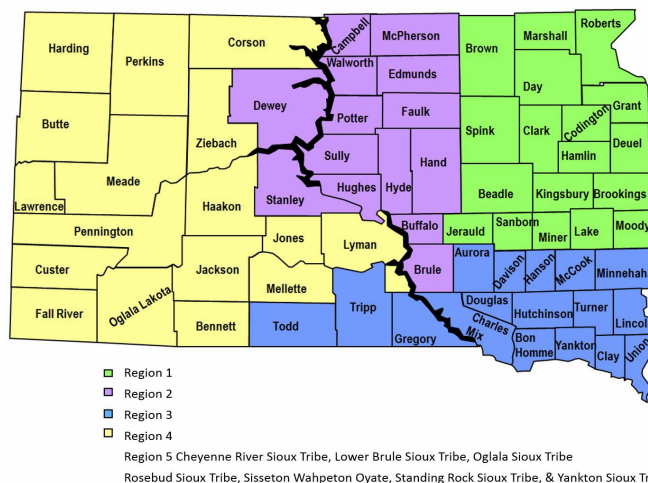 Harding
Perkins
Corson
Campbell
McPherson
Brown
Marshall
Roberts
Walworth
Edmunds
Day
Dewey
Butte
Ziebach
Potter
Faulk
Spink
Clark
Codington
Grant
Deuel
Hamlin
Meade
Sully
Hand
Lawrence
Haakon
Stanley
Hughes
Hyde
Beadle
Kingsbury
Brookings
Pennington
Jones
Lyman
Buffalo
Jerauld
Sanborn
Miner
Lake
Moody
Custer
Jackson
Brule
Aurora
Davison
Hanson
McCook
Minnehah
Fall River
Oglala Lakota
Mellette
Bennett
Todd
Tripp
Gregory
Douglas
Charles
Mix
Hutchinson
Turner
Lincol
Bon
Homme
Yankton
Clay
Union
Region 1
Region 2
Region 3
Region 4
Region 5 Cheyenne River Sioux Tribe, Lower Brule Sioux Tribe, Oglala Sioux Tribe
Rosebud Sioux Tribe, Sisseton Wahpeton Oyate, Standing Rock Sioux Tribe, & Yankton Sioux Tr